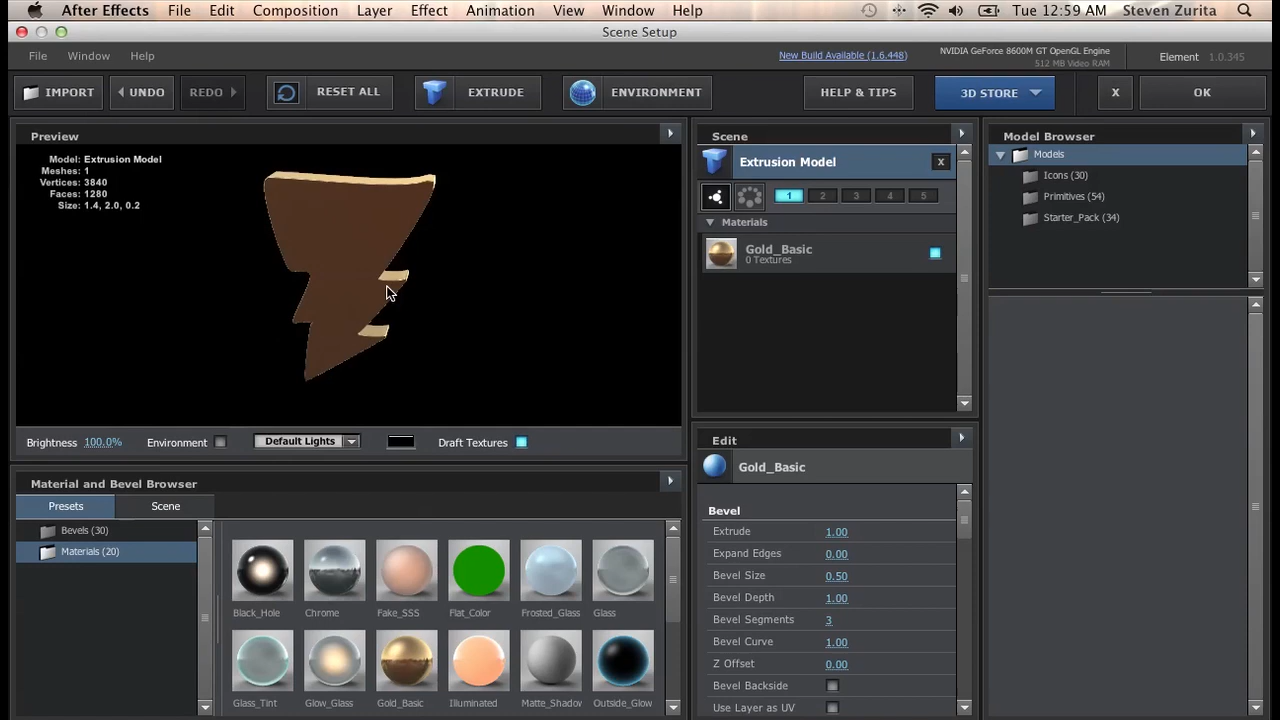 After Effects File Edit Composition Layer Effect Animation View Window Help Tue 12:59 AM Steven Zurita
Scene Setup
File Window Help New Build Available (1.6.448) NVIDIA GeForce 8600M GT OpenGL Engine Element 1.0.345
512 MB Video RAM
IMPORT UNDO REDO RESET ALL EXTRUDE ENVIRONMENT HELP & TIPS 3D STORE X OK
Preview
Model: Extrusion Model
Meshes: 1
Vertices: 3840
Faces: 1280
Size: 1.4, 2.0, 0.2
Brightness 100.0% Environment Default Lights Draft Textures
Scene
Extrusion Model X
1 2 3 4 5
Materials
Gold_Basic
0 Textures
Model Browser
Models
Icons (30)
Primitives (54)
Starter_Pack (34)
Material and Bevel Browser
Presets Scene
Bevels (30)
Materials (20)
Black_Hole Chrome Fake_SSS Flat_Color Frosted_Glass Glass
Glass_Tint Glow_Glass Gold_Basic Illuminated Matte_Shadow Outside_Glow
Edit
Gold_Basic
Bevel
Extrude 1.00
Expand Edges 0.00
Bevel Size 0.50
Bevel Depth 1.00
Bevel Segments 3
Bevel Curve 1.00
Z Offset 0.00
Bevel Backside
Use Layer as UV